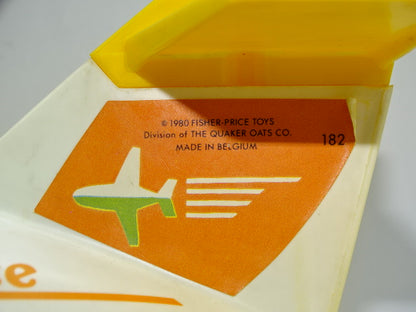 © 1980 FISHER-PRICE TOYS
Division of THE QUAKER OATS CO.
MADE IN BELGIUM
182